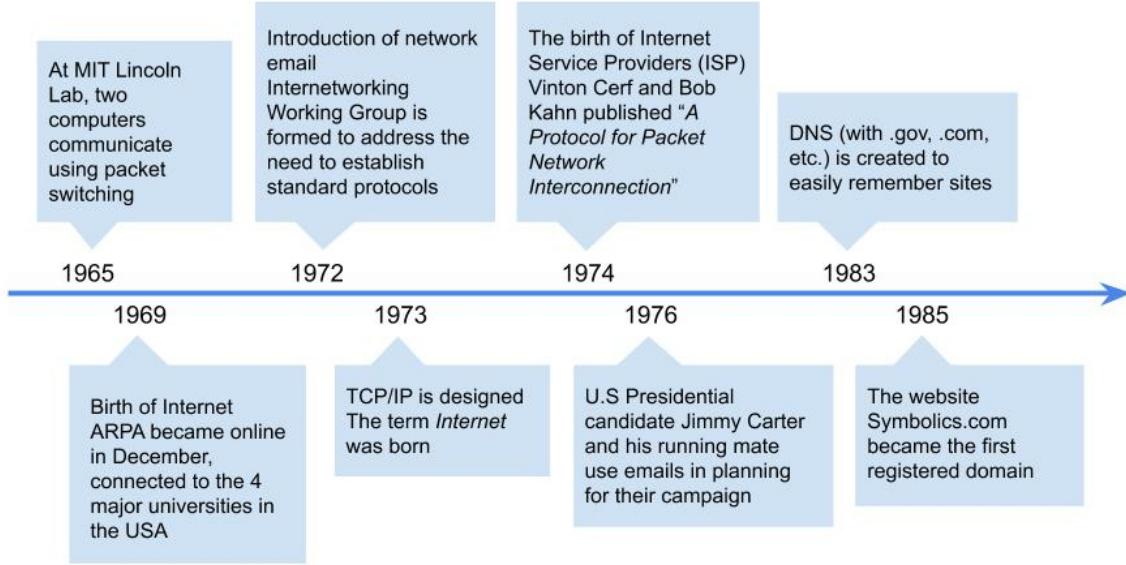 At MIT Lincoln
Lab, two
computers
communicate
using packet
switching
Introduction of network
email
Internetworking
Working Group is
formed to address the
need to establish
standard protocols
The birth of Internet
Service Providers (ISP)
Vinton Cerf and Bob
Kahn published “A
Protocol for Packet
Network
Interconnection”
DNS (with .gov, .com,
etc.) is created to
easily remember sites
1965
1972
1974
1983
1969
1973
1976
1985
Birth of Internet
ARPA became online
in December,
connected to the 4
major universities in
the USA
TCP/IP is designed
The term Internet
was born
U.S Presidential
candidate Jimmy Carter
and his running mate
use emails in planning
for their campaign
The website
Symbolics.com
became the first
registered domain